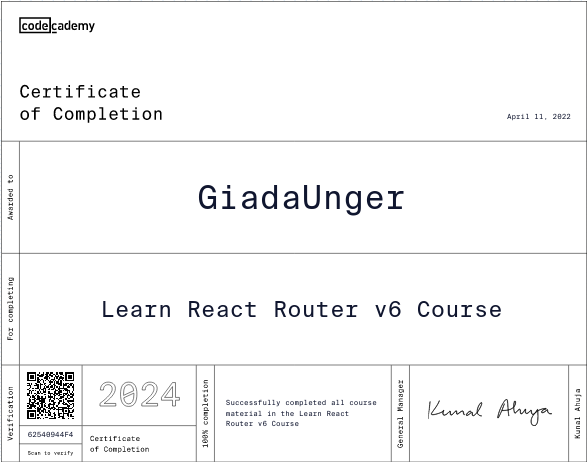 codecademy
Certificate
of Completion
April 11, 2022
Awarded to
GiadaUnger
For completing
Learn React Router v6 Course
Verification
62540944F4
Scan to verify
2024
Certificate
of Completion
100% completion
Successfully completed all course
material in the Learn React
Router v6 Course
General Manager
Kunal Ahuja
Kunal Ahuja